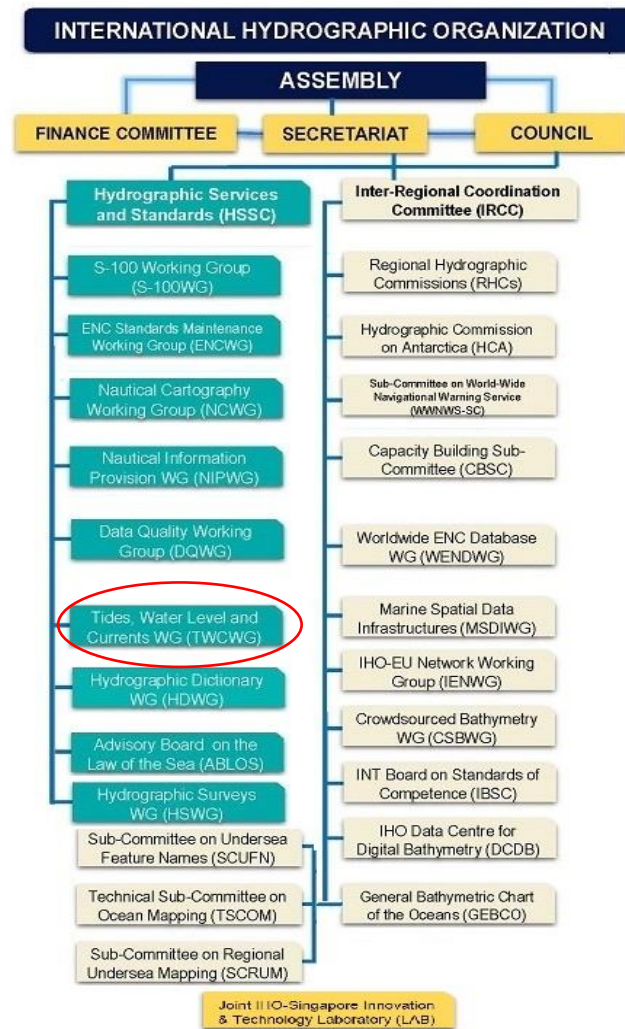 INTERNATIONAL HYDROGRAPHIC ORGANIZATION
ASSEMBLY
FINANCE COMMITTEE
SECRETARIAT
COUNCIL
Hydrographic Services
and Standards (HSSC)
S-100 Working Group
(S-100WG)
ENC Standards Maintenance
Working Group (ENCWG)
Nautical Cartography
Working Group (NCWG)
Nautical Information
Provision WG (NIPWG)
Data Quality Working
Group (DQWG)
Tides, Water Level and
Currents WG (TWCWG)
Hydrographic Dictionary
WG (HDWG)
Advisory Board on the
Law of the Sea (ABLOS)
Hydrographic Surveys
WG (HSWG)
Inter-Regional Coordination
Committee (IRCC)
Regional Hydrographic
Commissions (RHCs)
Hydrographic Commission
on Antarctica (HCA)
Sub-Committee on World-Wide
Navigational Warning Service
(WWNWS-SC)
Capacity Building Sub-
Committee (CBSC)
Worldwide ENC Database
WG (WENDWG)
Marine Spatial Data
Infrastructures (MSDIWG)
IHO-EU Network Working
Group (IENWG)
Crowdsourced Bathymetry
WG (CSBWG)
INT Board on Standards of
Competence (IBSC)
IHO Data Centre for
Digital Bathymetry (DCDB)
General Bathymetric Chart
of the Oceans (GEBCO)
Sub-Committee on Undersea
Feature Names (SCUFN)
Technical Sub-Committee on
Ocean Mapping (TSCOM)
Sub-Committee on Regional
Undersea Mapping (SCRUM)
Joint IHO-Singapore Innovation
& Technology Laboratory (LAB)